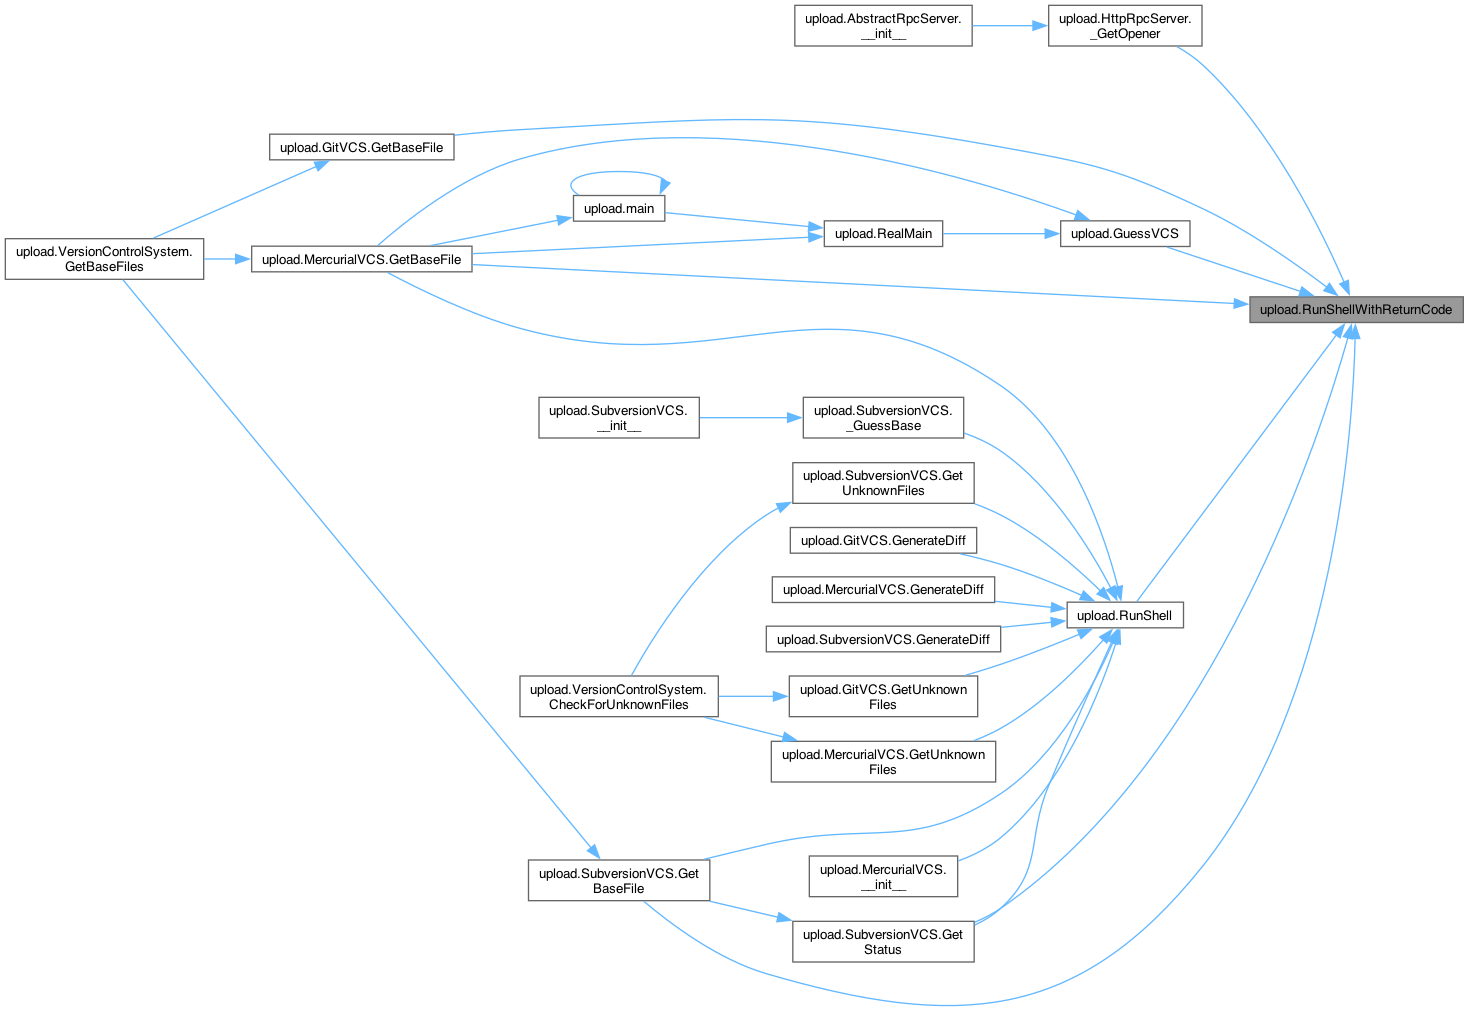 upload.AbstractRpcServer.
__init__
upload.HttpRpcServer.
_GetOpener
upload.GitVCS.GetBaseFile
upload.main
upload.RealMain
upload.GuessVCS
upload.VersionControlSystem.
GetBaseFiles
upload.MercurialVCS.GetBaseFile
upload.RunShellWithReturnCode
upload.SubversionVCS.
__init__
upload.SubversionVCS.
_GuessBase
upload.SubversionVCS.Get
UnknownFiles
upload.GitVCS.GenerateDiff
upload.MercurialVCS.GenerateDiff
upload.RunShell
upload.SubversionVCS.GenerateDiff
upload.VersionControlSystem.
CheckForUnknownFiles
upload.GitVCS.GetUnknown
Files
upload.MercurialVCS.GetUnknown
Files
upload.SubversionVCS.Get
BaseFile
upload.MercurialVCS.
__init__
upload.SubversionVCS.Get
Status